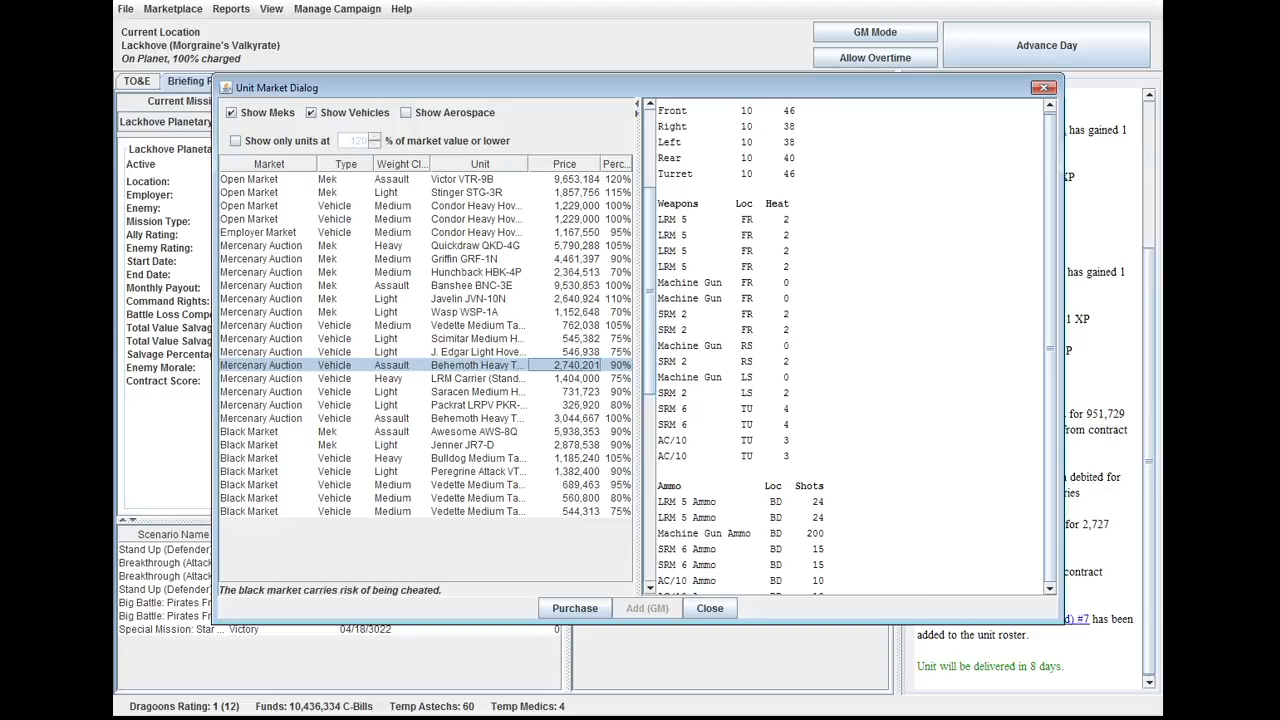 File Marketplace Reports View Manage Campaign Help
Current Location
Lackhove (Morgraine's Valkyrate)
On Planet, 100% charged
GM Mode
Allow Overtime
Advance Day
TO&E Briefing
Unit Market Dialog
Current
Lackhove Planetary
Lackhove
Active
Location:
Employer:
Enemy:
Mission Type:
Ally Rating:
Enemy Rating:
Start Date:
End Date:
Monthly Payout:
Command Rights:
Battle Loss
Total Value
Total Value
Salvage
Enemy Morale:
Contract Score:
Show Meks Show Vehicles Show Aerospace
Show only units at 120 % of market value or lower
Market Type Weight Cl... Unit Price Perc...
Open Market Mek Assault Victor VTR-9B 9,653,184 120%
Open Market Mek Light Stinger STG-3R 1,857,756 115%
Open Market Vehicle Medium Condor Heavy Hov... 1,229,000 100%
Open Market Vehicle Medium Condor Heavy Hov... 1,229,000 100%
Employer Market Vehicle Medium Condor Heavy Hov... 1,167,550 95%
Mercenary Auction Mek Heavy Quickdraw QKD-4G 5,790,288 105%
Mercenary Auction Mek Medium Griffin GRF-1N 4,461,397 90%
Mercenary Auction Mek Medium Hunchback HBK-4P 2,364,513 70%
Mercenary Auction Mek Assault Banshee BNC-3E 9,530,853 100%
Mercenary Auction Mek Light Javelin JVN-10N 2,640,924 110%
Mercenary Auction Mek Light Wasp WSP-1A 1,152,648 70%
Mercenary Auction Vehicle Medium Vedette Medium Ta... 762,038 105%
Mercenary Auction Vehicle Medium Scimitar Medium H... 545,382 75%
Mercenary Auction Vehicle Light J. Edgar Light Hove... 546,938 75%
Mercenary Auction Vehicle Assault Behemoth Heavy T... 2,740,201 90%
Mercenary Auction Vehicle Heavy LRM Carrier (Stand... 1,404,000 75%
Mercenary Auction Vehicle Light Saracen Medium H... 731,723 80%
Mercenary Auction Vehicle Light Packrat LRPV PKR-... 326,920 80%
Mercenary Auction Vehicle Assault Behemoth Heavy T... 3,044,667 100%
Black Market Mek Assault Awesome AWS-8Q 5,938,353 90%
Black Market Mek Light Jenner JR7-D 2,878,538 90%
Black Market Vehicle Heavy Bulldog Medium Ta... 1,185,240 105%
Black Market Vehicle Light Peregrine Attack VT... 1,382,400 90%
Black Market Vehicle Medium Vedette Medium Ta... 689,463 95%
Black Market Vehicle Medium Vedette Medium Ta... 560,800 80%
Black Market Vehicle Medium Vedette Medium Ta... 544,313 75%
The black market carries risk of being cheated.
Front 10 46
Right 10 38
Left 10 38
Rear 10 40
Turret 10 46
Weapons Loc Heat
LRM 5 FR 2
LRM 5 FR 2
LRM 5 FR 2
LRM 5 FR 2
Machine Gun FR 0
Machine Gun FR 0
SRM 2 FR 2
SRM 2 FR 2
Machine Gun RS 0
SRM 2 RS 2
Machine Gun LS 0
SRM 2 LS 2
SRM 6 TU 4
SRM 6 TU 4
AC/10 TU 3
AC/10 TU 3
Ammo Loc Shots
LRM 5 Ammo BD 24
LRM 5 Ammo BD 24
Machine Gun Ammo BD 200
SRM 6 Ammo BD 15
SRM 6 Ammo BD 15
AC/10 Ammo BD 10
Purchase Add (GM) Close
has gained 1
XP
has gained 1
1 XP
for 951,729
from contract
debited for
for 2,727
contract
#7 has been
added to the unit roster.
Unit will be delivered in 8 days.
Scenario Name
Stand Up (Defender)
Breakthrough
Breakthrough
Stand Up (Defender)
Big Battle: Pirates
Big Battle: Pirates
Special Mission: Star ... Victory 04/18/3022 0
Dragoons Rating: 1 (12) Funds: 10,436,334 C-Bills Temp Astechs: 60 Temp Medics: 4